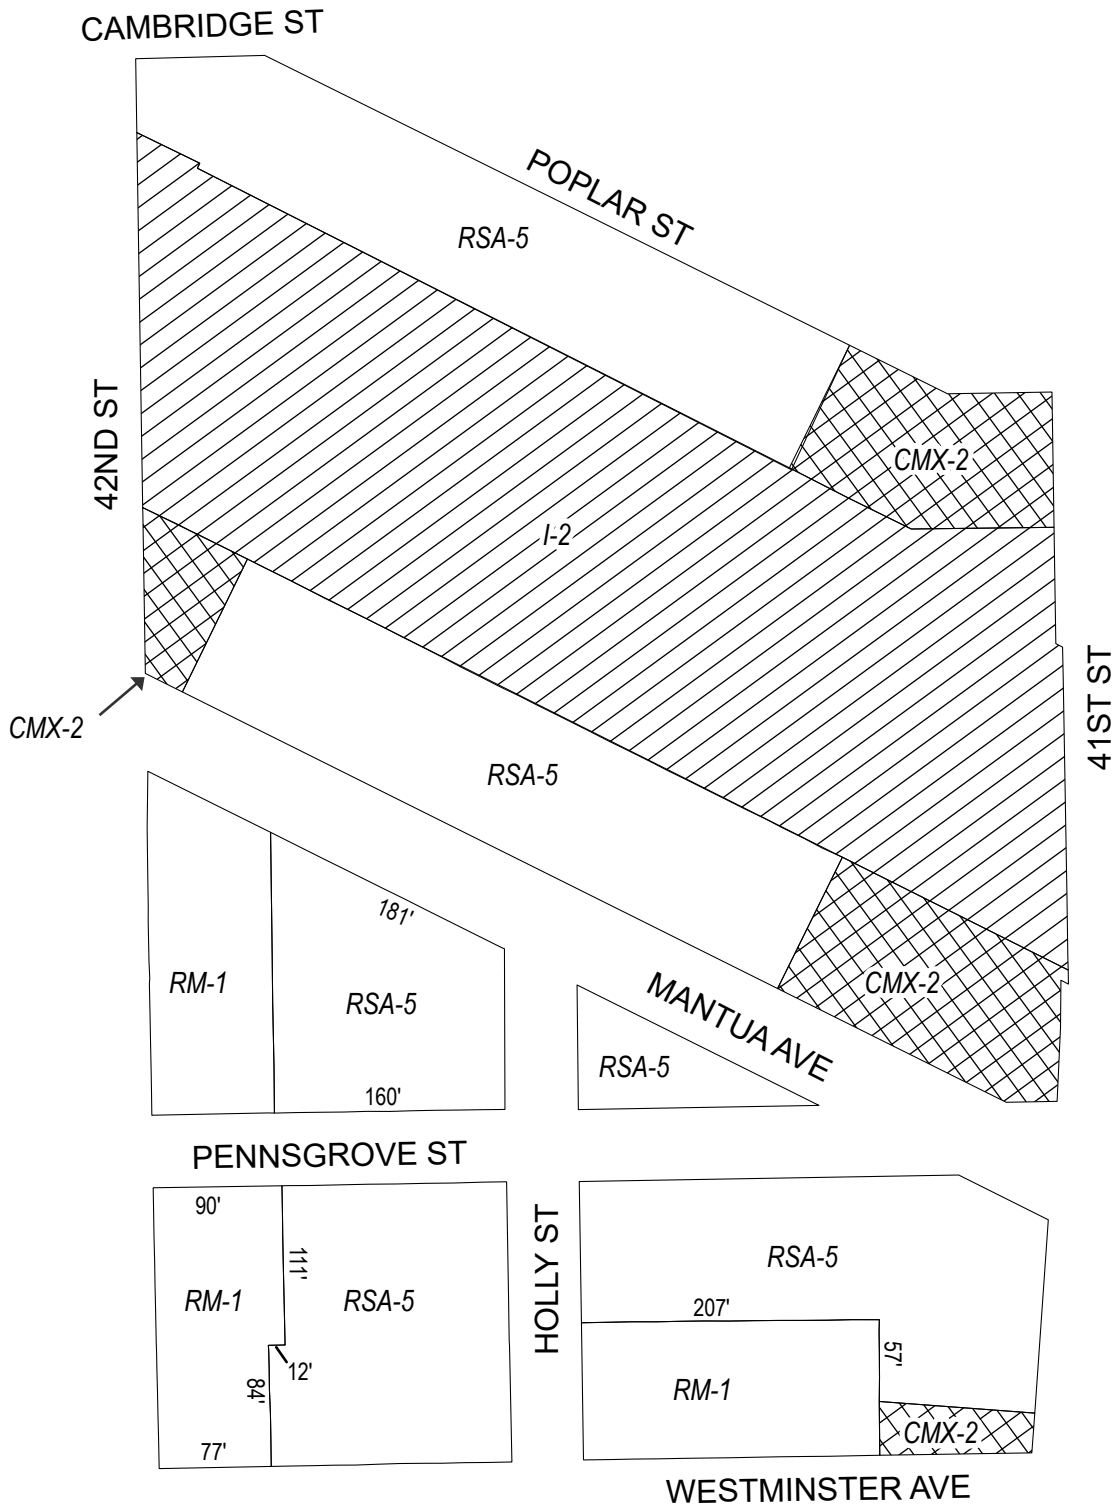 CAMBRIDGE ST
POPLAR ST
RSA-5
42ND ST
CMX-2
I-2
41ST ST
CMX-2
RSA-5
181'
RM-1
RSA-5
CMX-2
MANTUA AVE
RSA-5
160'
PENNSGROVE ST
90'
111'
HOLLY ST
RSA-5
RM-1
RSA-5
207'
57'
12'
84'
RM-1
CMX-2
77'
WESTMINSTER AVE